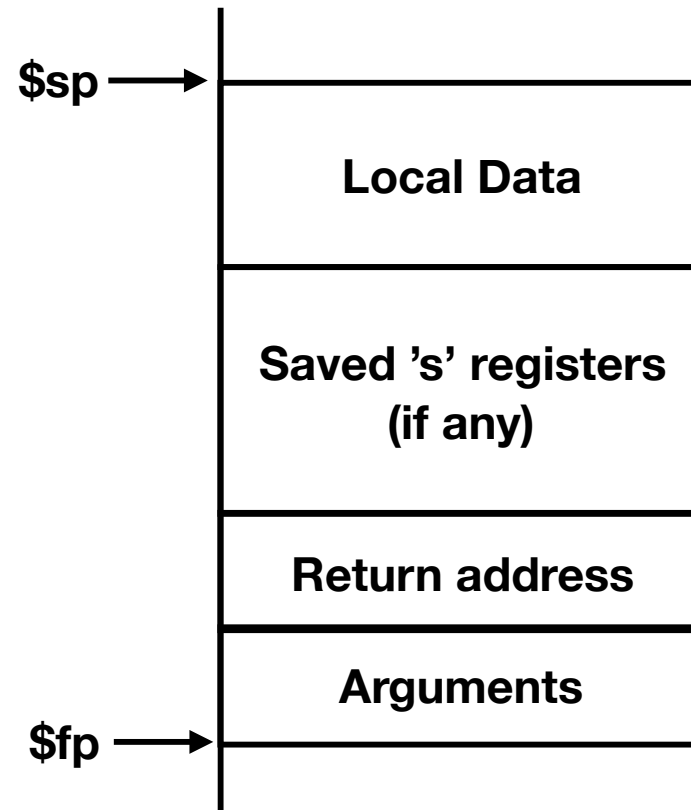 $sp
Local Data
Saved ’s’ registers
(if any)
Return address
Arguments
$fp